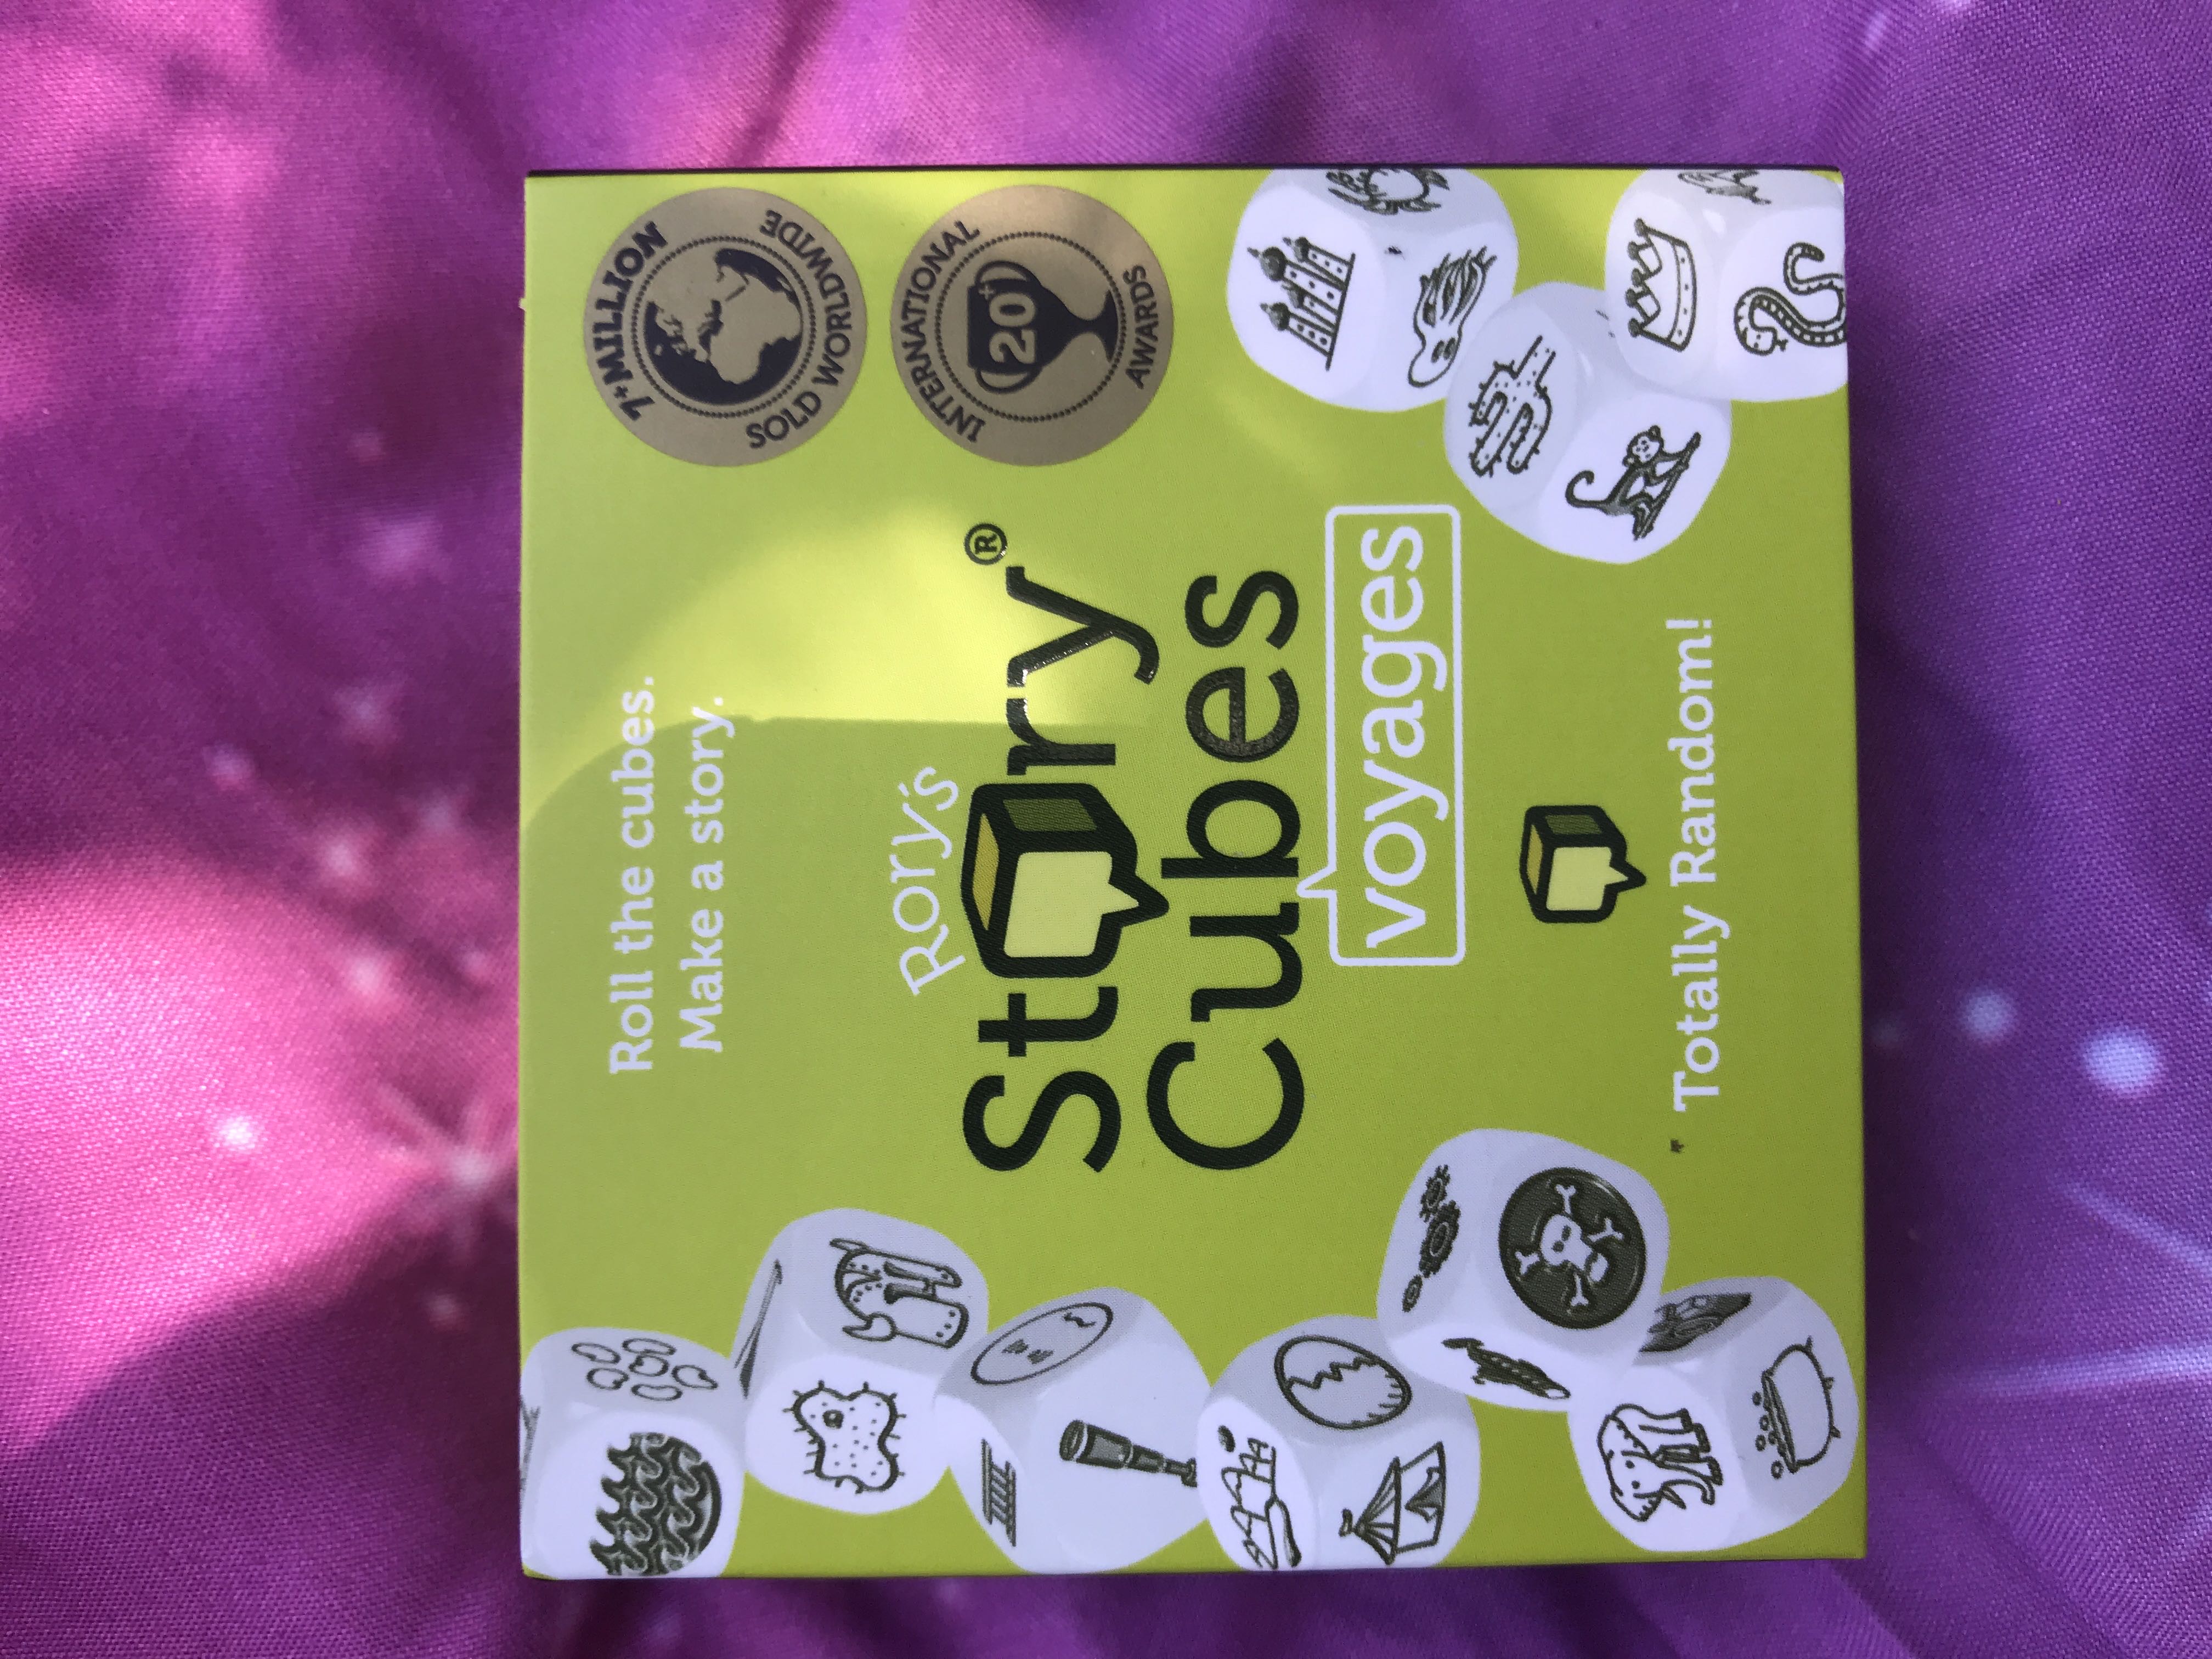 Roll the cubes.
Make a story.
7+ MILLION
SOLD WORLDWIDE
INTERNATIONAL
20+
AWARDS
Rory's
Story®
Cubes
voyages
Totally Random!